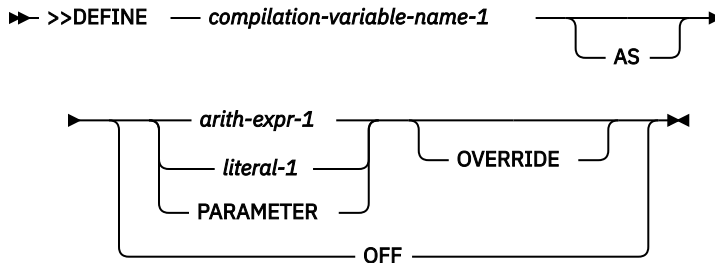 >>DEFINE compilation-variable-name-1
AS
arith-expr-1
literal-1
OVERRIDE
PARAMETER
OFF